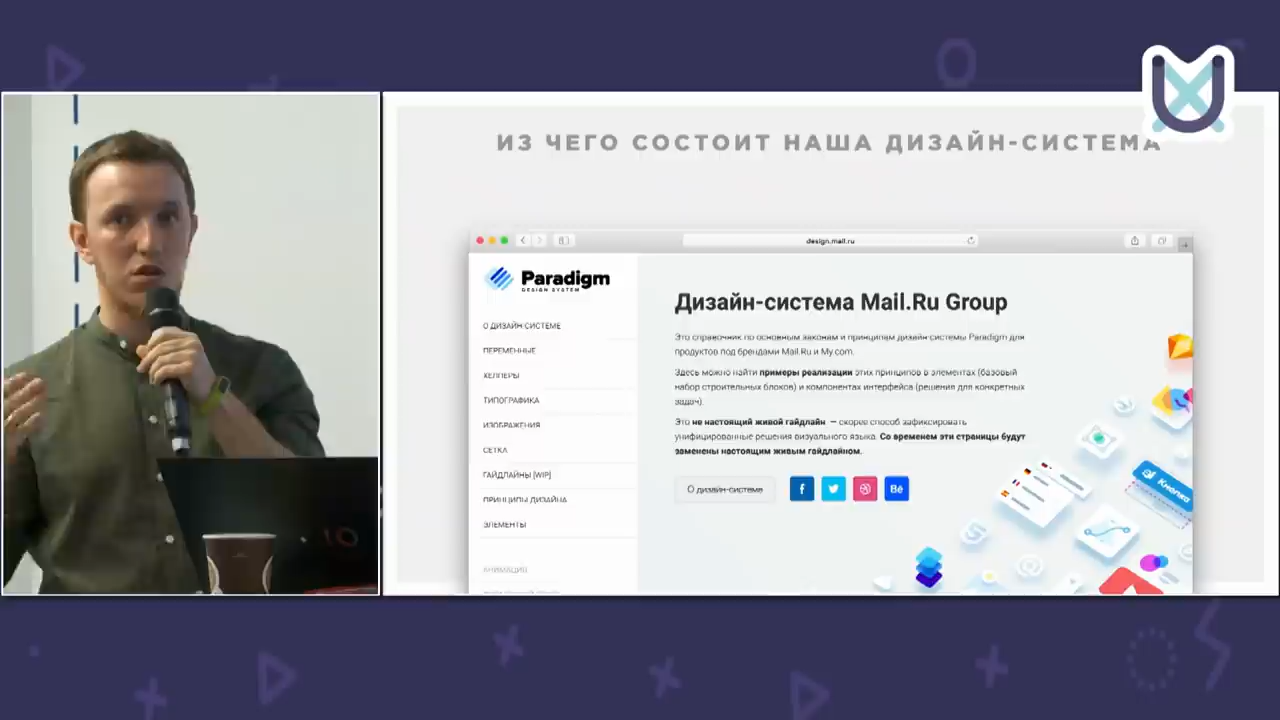 ИЗ ЧЕГО СОСТОИТ НАША ДИЗАЙН-СИСТЕМА
design.mail.ru
Paradigm
DESIGN SYSTEM
О ДИЗАЙН-СИСТЕМЕ
ПЕРЕМЕННЫЕ
ХЕЛПЕРЫ
ТИПОГРАФИКА
ИЗОБРАЖЕНИЯ
СЕТКА
ГАЙДЛАЙНЫ [WIP]
ПРИНЦИПЫ ДИЗАЙНА
ЭЛЕМЕНТЫ
АНИМАЦИЯ
Дизайн-система Mail.Ru Group
Это справочник по основным законам и принципам дизайн-системы Paradigm для
продуктов под брендами Mail.Ru и My.com.
Здесь можно найти примеры реализации этих принципов в элементах (базовый
набор строительных блоков) и компонентах интерфейса (решения для конкретных
задач).
Это не настоящий живой гайдлайн — скорее способ зафиксировать
унифицированные решения визуального языка. Со временем эти страницы будут
заменены настоящим живым гайдлайном.
О дизайн-системе
f
Bē
Кнопка
UX